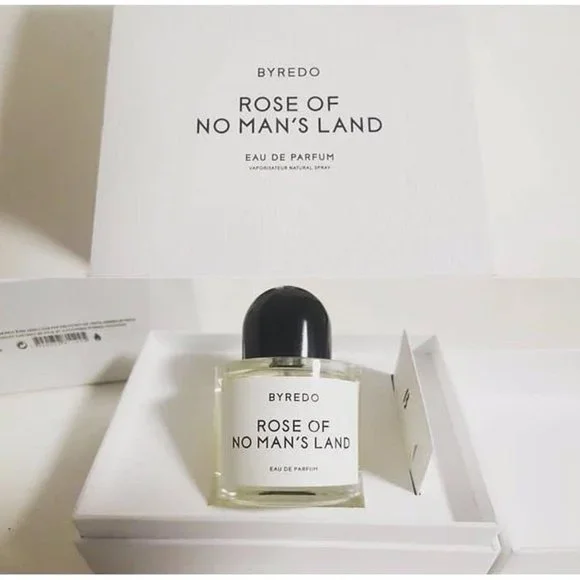 BYREDO
ROSE OF
NO MAN'S LAND
EAU DE PARFUM
VAPORISATEUR NATURAL SPRAY
BYREDO
ROSE OF
NO MAN'S LAND
EAU DE PARFUM